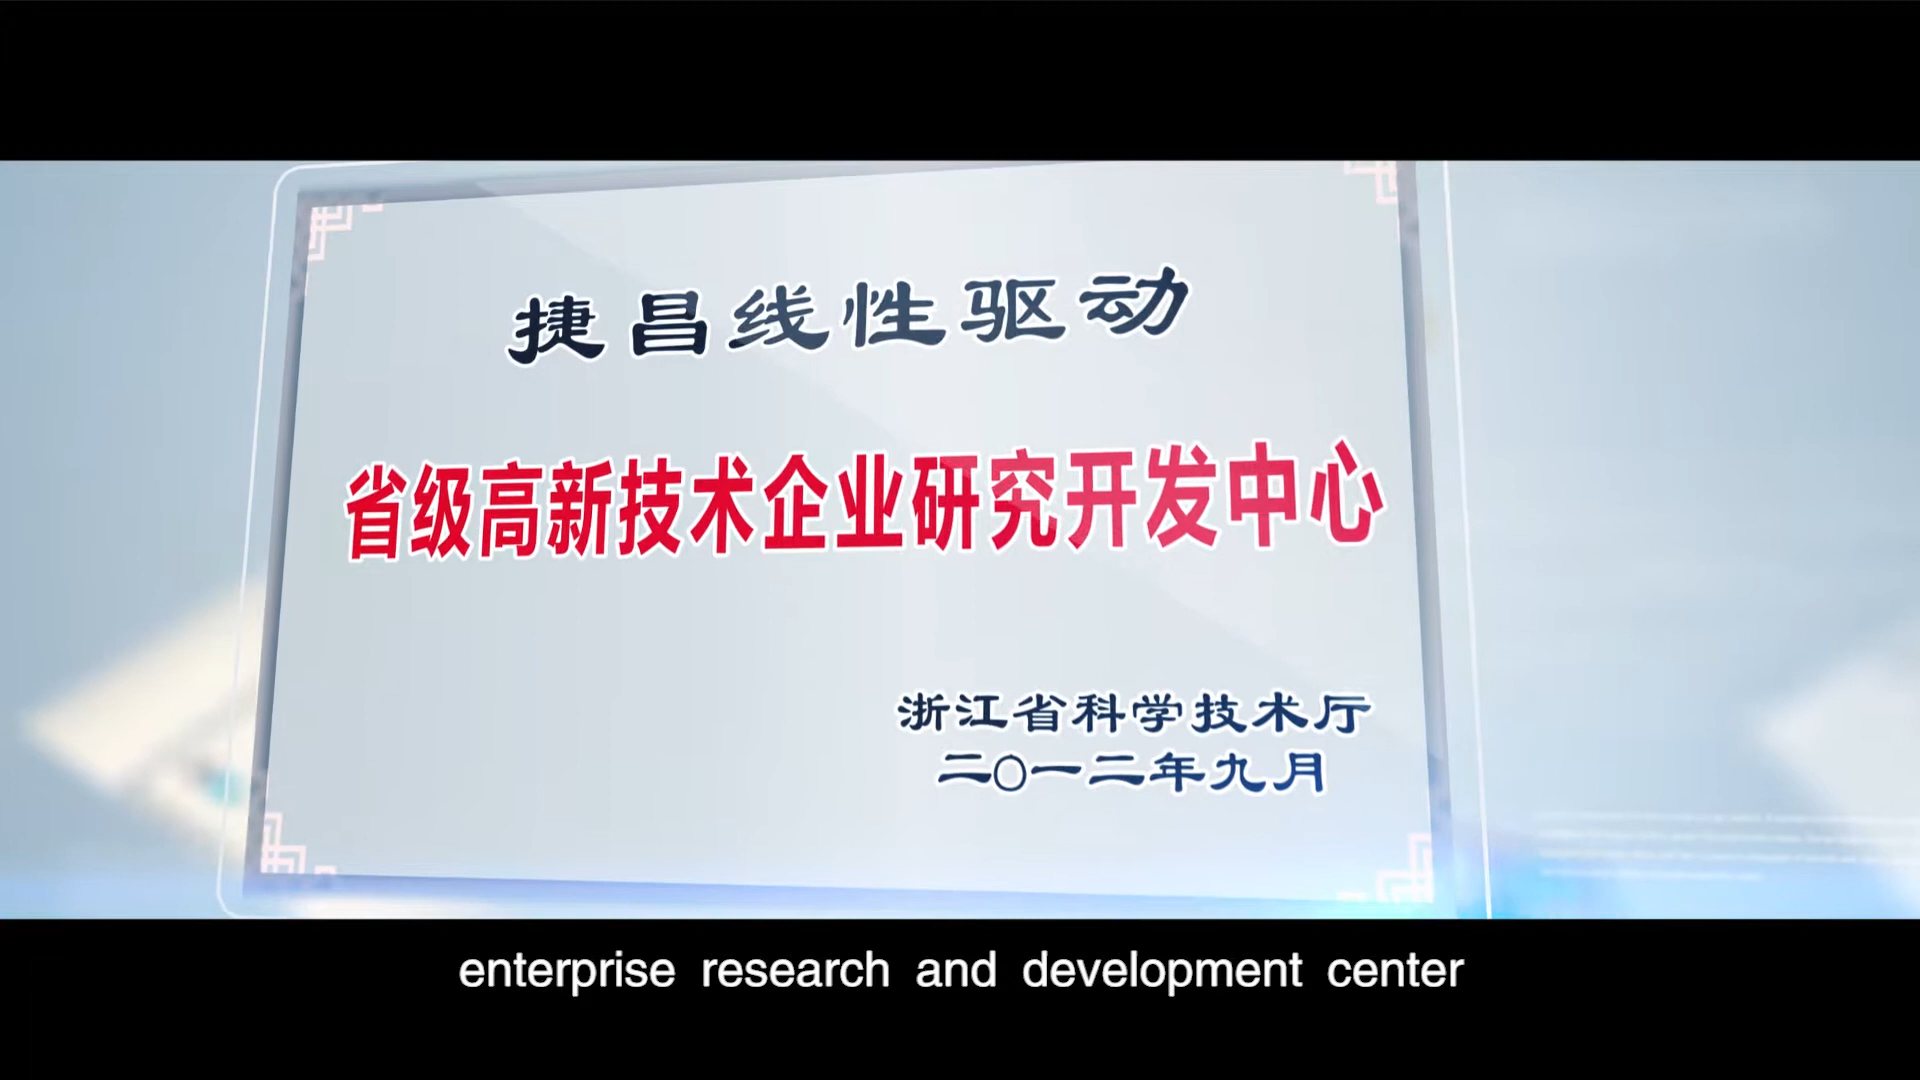 捷昌线性驱动
省级高新技术企业研究开发中心
浙江省科学技术厅
二〇一二年九月
enterprise research and development center